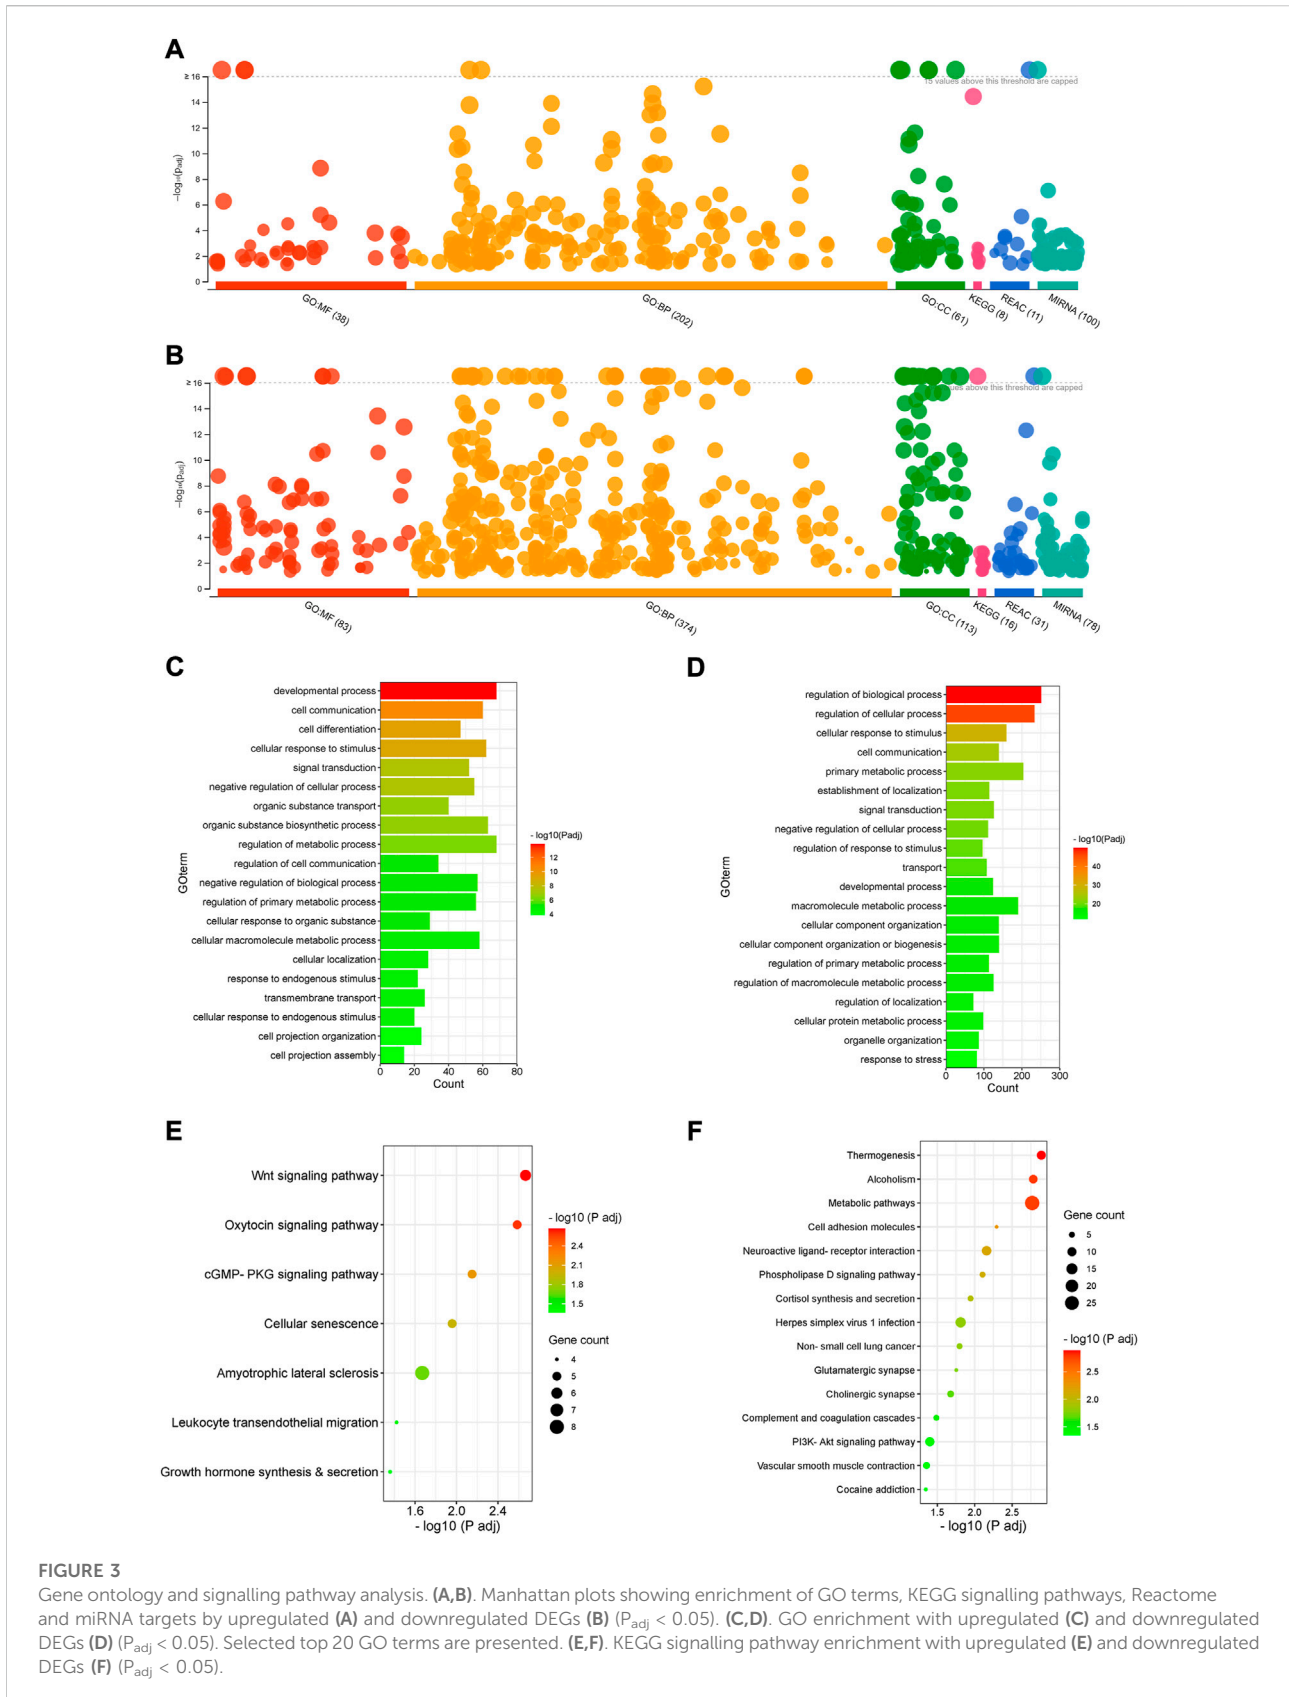 A
≥ 16
15 values above this threshold are capped
14
12
10
8
6
4
2
0
−log₁₀(p_adj)
GO:MF (38)
GO:BP (202)
GO:CC (61)
KEGG (8)
REAC (11)
MIRNA (100)
B
≥ 16
values above this threshold are capped
14
12
10
8
6
4
2
0
−log₁₀(p_adj)
GO:MF (83)
GO:BP (374)
GO:CC (113)
KEGG (16)
REAC (31)
MIRNA (78)
C
developmental process
cell communication
cell differentiation
cellular response to stimulus
signal transduction
negative regulation of cellular process
organic substance transport
organic substance biosynthetic process
regulation of metabolic process
regulation of cell communication
negative regulation of biological process
regulation of primary metabolic process
cellular response to organic substance
cellular macromolecule metabolic process
cellular localization
response to endogenous stimulus
transmembrane transport
cellular response to endogenous stimulus
cell projection organization
cell projection assembly
GOterm
0 20 40 60 80
Count
- log10(Padj)
12
10
8
6
4
D
regulation of biological process
regulation of cellular process
cellular response to stimulus
cell communication
primary metabolic process
establishment of localization
signal transduction
negative regulation of cellular process
regulation of response to stimulus
transport
developmental process
macromolecule metabolic process
cellular component organization
cellular component organization or biogenesis
regulation of primary metabolic process
regulation of macromolecule metabolic process
regulation of localization
cellular protein metabolic process
organelle organization
response to stress
GOterm
0 100 200 300
Count
- log10(Padj)
40
30
20
E
Wnt signaling pathway
Oxytocin signaling pathway
cGMP- PKG signaling pathway
Cellular senescence
Amyotrophic lateral sclerosis
Leukocyte transendothelial migration
Growth hormone synthesis & secretion
1.6 2.0 2.4
- log10 (P adj)
- log10 (P adj)
2.4
2.1
1.8
1.5
Gene count
4
5
6
7
8
F
Thermogenesis
Alcoholism
Metabolic pathways
Cell adhesion molecules
Neuroactive ligand- receptor interaction
Phospholipase D signaling pathway
Cortisol synthesis and secretion
Herpes simplex virus 1 infection
Non- small cell lung cancer
Glutamatergic synapse
Cholinergic synapse
Complement and coagulation cascades
PI3K- Akt signaling pathway
Vascular smooth muscle contraction
Cocaine addiction
1.5 2.0 2.5
- log10 (P adj)
Gene count
5
10
15
20
25
- log10 (P adj)
2.5
2.0
1.5
FIGURE 3
Gene ontology and signalling pathway analysis. (A,B). Manhattan plots showing enrichment of GO terms, KEGG signalling pathways, Reactome
and miRNA targets by upregulated (A) and downregulated DEGs (B) (Padj < 0.05). (C,D). GO enrichment with upregulated (C) and downregulated
DEGs (D) (Padj < 0.05). Selected top 20 GO terms are presented. (E,F). KEGG signalling pathway enrichment with upregulated (E) and downregulated
DEGs (F) (Padj < 0.05).